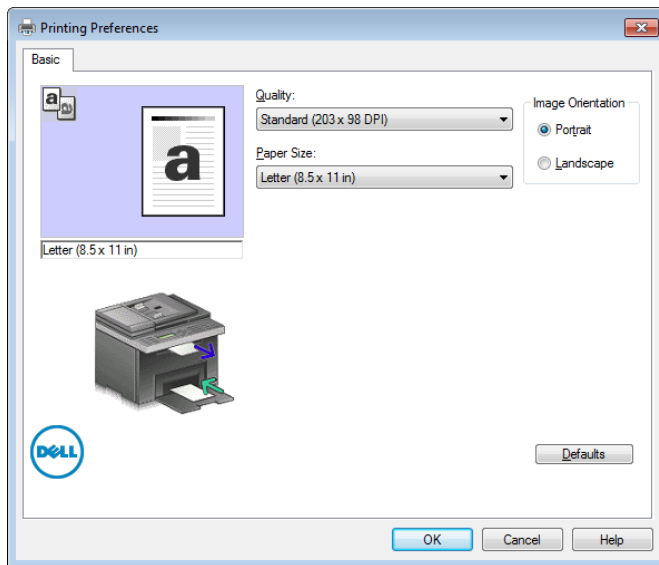 Printing Preferences
Basic
a a
a
Letter (8.5 x 11 in)
Quality:
Standard (203 x 98 DPI)
Paper Size:
Letter (8.5 x 11 in)
Image Orientation
Portrait
Landscape
DELL
Defaults
OK Cancel Help